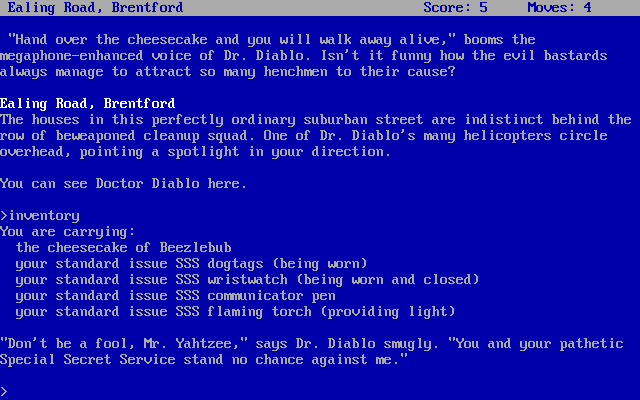 Ealing Road, Brentford Score: 5 Moves: 4
"Hand over the cheesecake and you will walk away alive," booms the
megaphone-enhanced voice of Dr. Diablo. Isn't it funny how the evil bastards
always manage to attract so many henchmen to their cause?
Ealing Road, Brentford
The houses in this perfectly ordinary suburban street are indistinct behind the
row of beweaponed cleanup squad. One of Dr. Diablo's many helicopters circle
overhead, pointing a spotlight in your direction.
You can see Doctor Diablo here.
>inventory
You are carrying:
the cheesecake of Beezlebub
your standard issue SSS dogtags (being worn)
your standard issue SSS wristwatch (being worn and closed)
your standard issue SSS communicator pen
your standard issue SSS flaming torch (providing light)
"Don't be a fool, Mr. Yahtzee," says Dr. Diablo smugly. "You and your pathetic
Special Secret Service stand no chance against me."
>